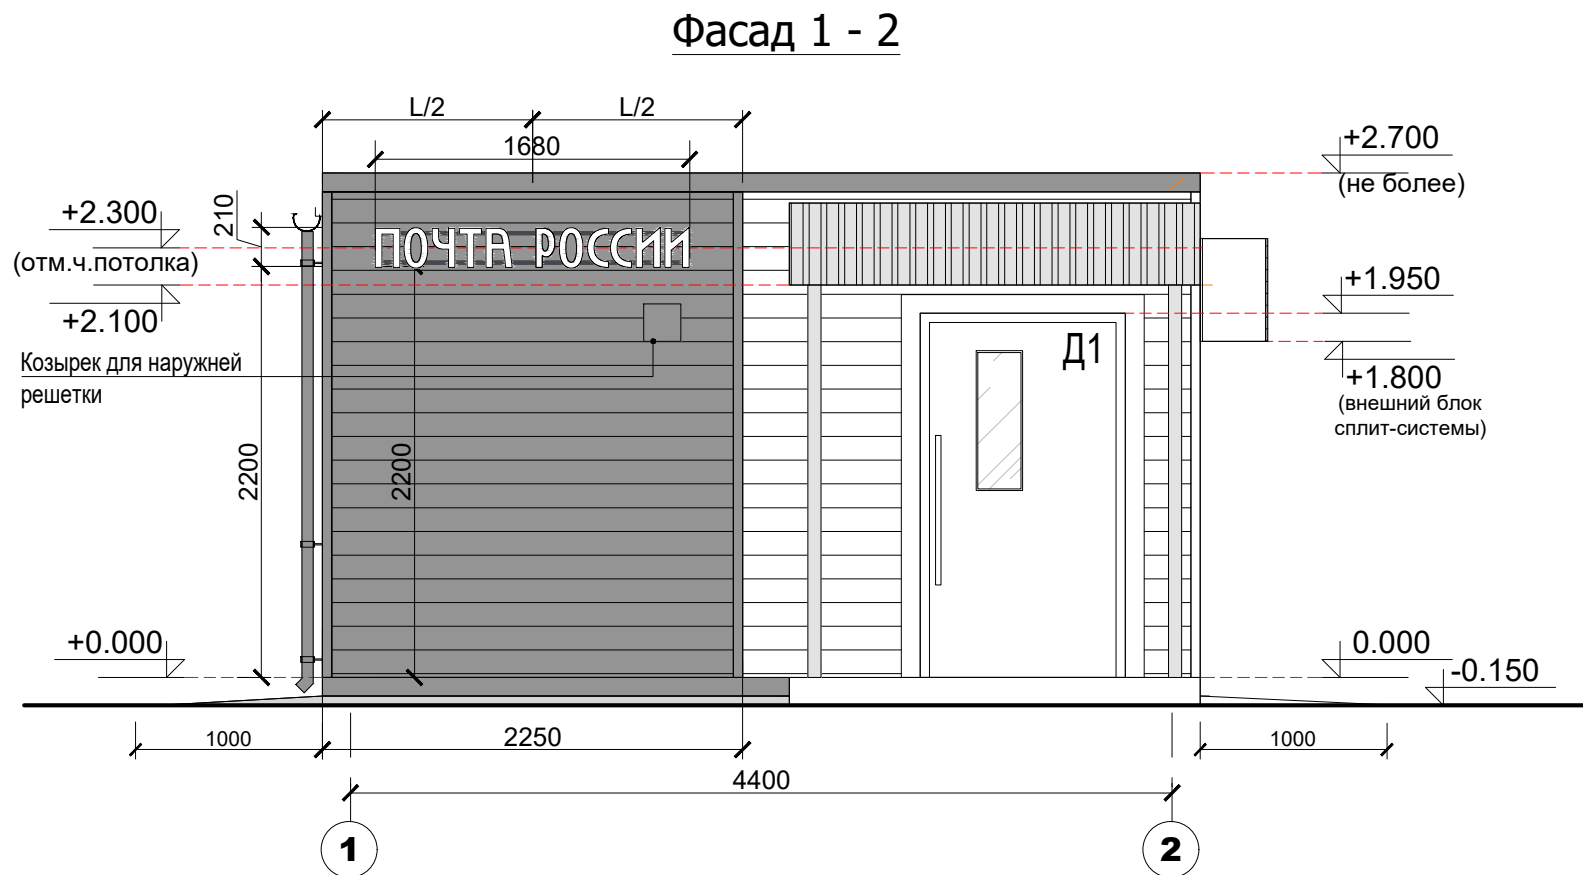 Фасад 1 - 2
L/2
L/2
1680
+2.700
(не более)
+2.300
(отм.ч.потолка)
210
ПОЧТА РОССИИ
+2.100
+1.950
Козырек для наружней
решетки
Д1
+1.800
(внешний блок
сплит-системы)
2200
2200
+0.000
0.000
-0.150
1000
2250
1000
4400
1
2